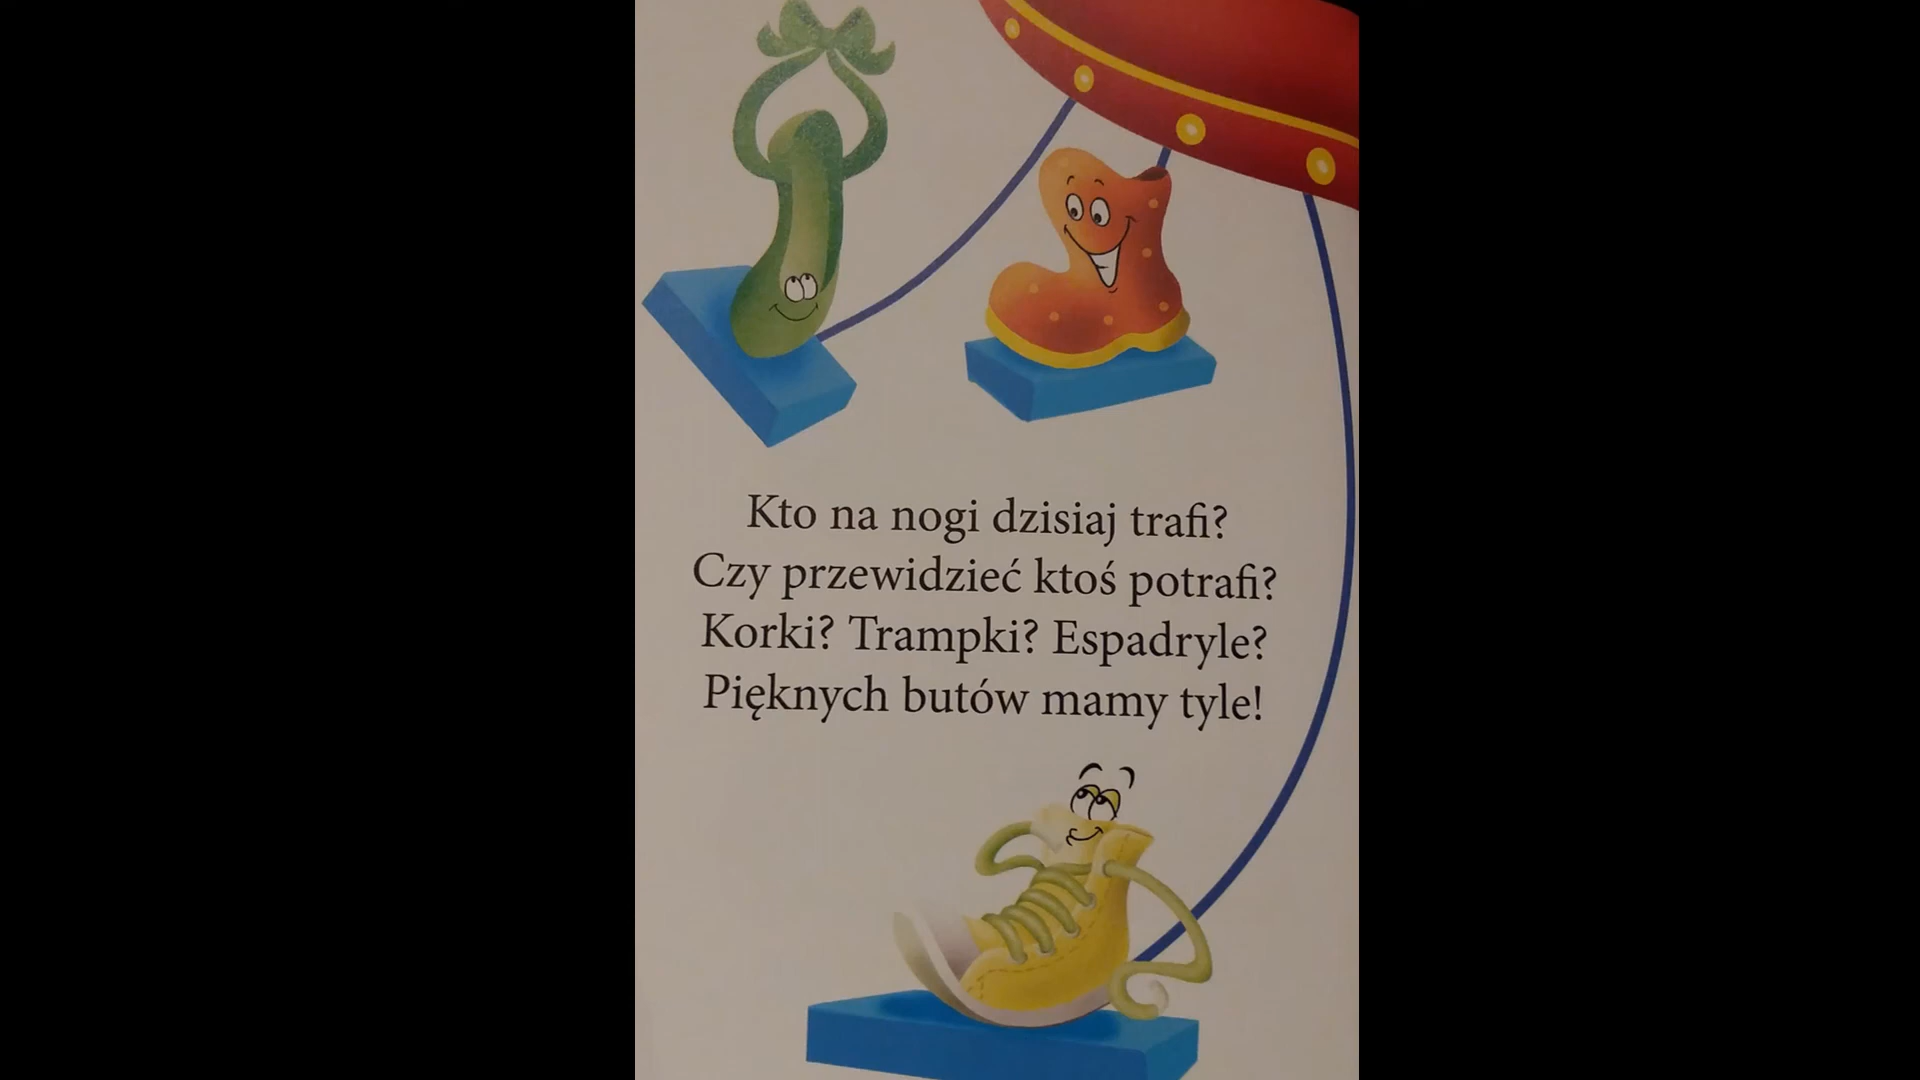 Kto na nogi dzisiaj trafi?
Czy przewidzieć ktoś potrafi?
Korki? Trampki? Espadryle?
Pięknych butów mamy tyle!